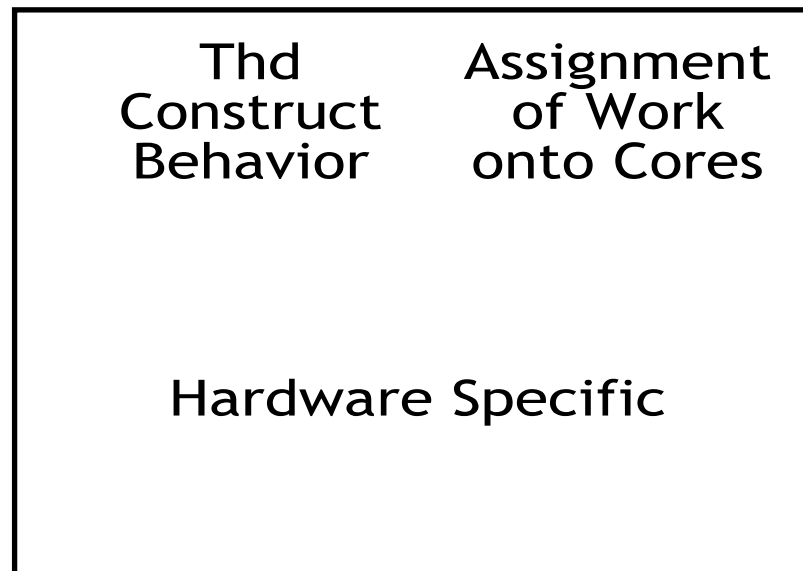 Thd
Construct
Behavior
Assignment
of Work
onto Cores
Hardware Specific